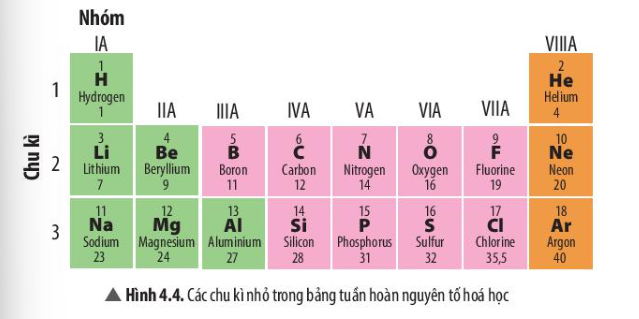 Nhóm
IA VIIIA
1 2
H He
Hydrogen Helium
1 4
1
IIA IIIA IVA VA VIA VIIA
Chu kì
3 4 5 6 7 8 9 10
Li Be B C N O F Ne
Lithium Beryllium Boron Carbon Nitrogen Oxygen Fluorine Neon
7 9 11 12 14 16 19 20
2
11 12 13 14 15 16 17 18
Na Mg Al Si P S Cl Ar
Sodium Magnesium Aluminium Silicon Phosphorus Sulfur Chlorine Argon
23 24 27 28 31 32 35,5 40
3
▲ Hình 4.4. Các chu kì nhỏ trong bảng tuần hoàn nguyên tố hoá học